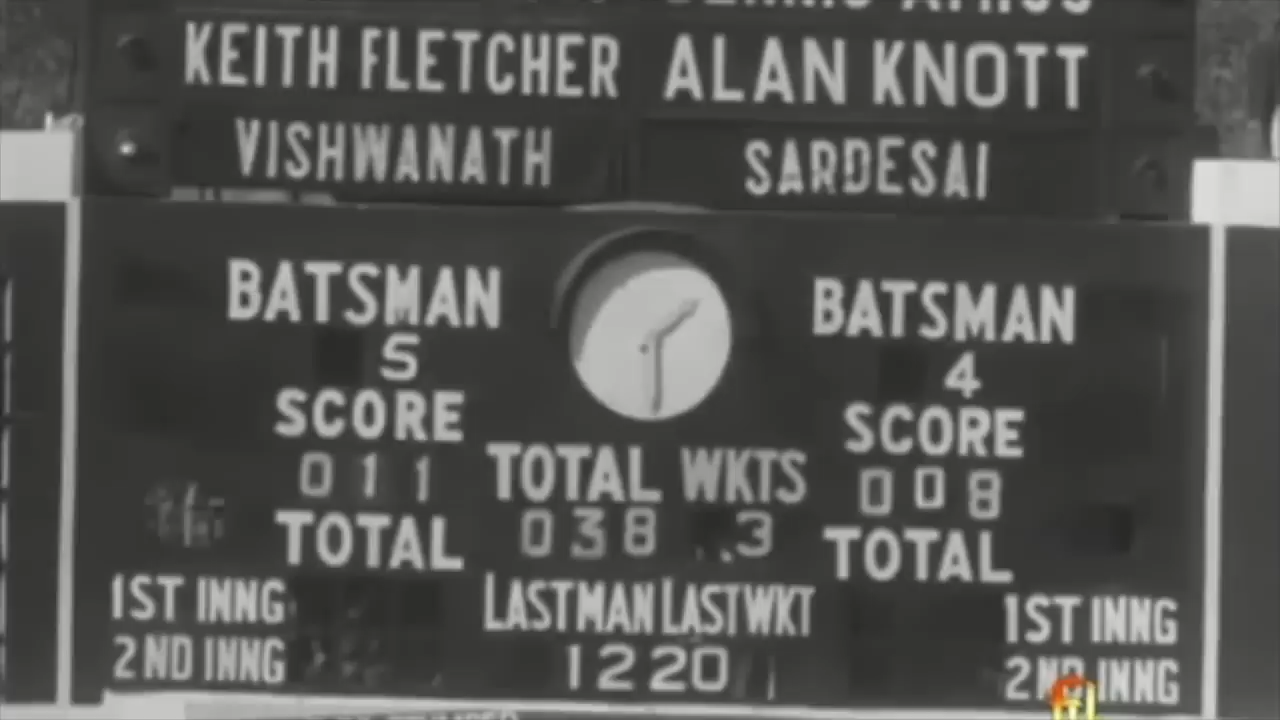 KEITH FLETCHER ALAN KNOTT
VISHWANATH SARDESAI
BATSMAN BATSMAN
5 4
SCORE SCORE
011 008
TOTAL WKTS
038 3
TOTAL TOTAL
LASTMAN LASTWKT
1ST INNG 1ST INNG
2ND INNG 2ND INNG
1220